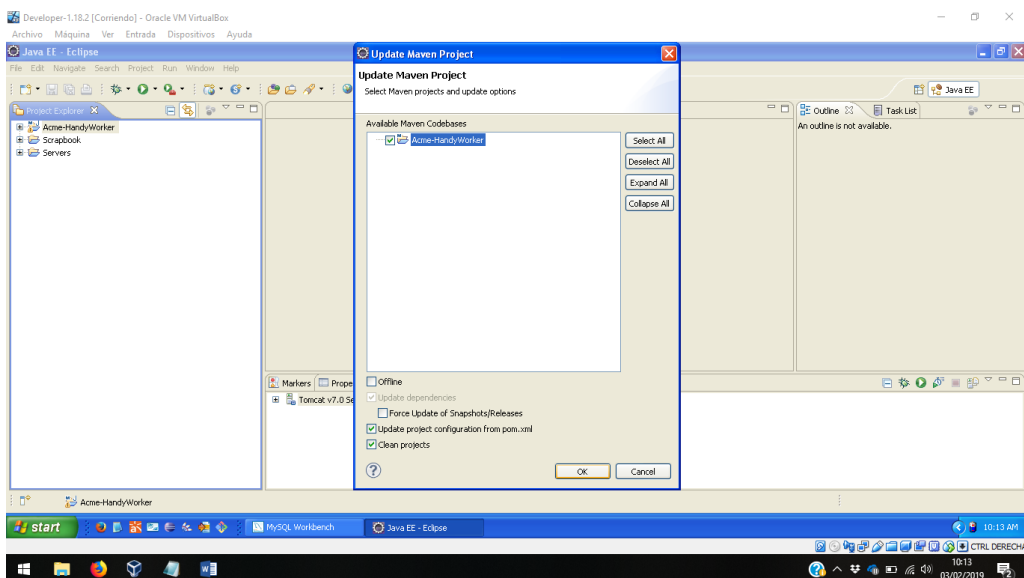 Developer-1.18.2 [Corriendo] - Oracle VM VirtualBox
Archivo Máquina Ver Entrada Dispositivos Ayuda
Java EE - Eclipse
File Edit Navigate Search Project Run Window Help
Java EE
Project Explorer
Acme-HandyWorker
Scrapbook
Servers
Update Maven Project
Update Maven Project
Select Maven projects and update options
Available Maven Codebases
Acme-HandyWorker
Select All
Deselect All
Expand All
Collapse All
Offline
Update dependencies
Force Update of Snapshots/Releases
Update project configuration from pom.xml
Clean projects
OK Cancel
Outline Task List
An outline is not available.
Markers Prope
Tomcat v7.0 Se
Acme-HandyWorker
start MySQL Workbench Java EE - Eclipse 10:13 AM
CTRL DERECHA
10:13
03/02/2019
2